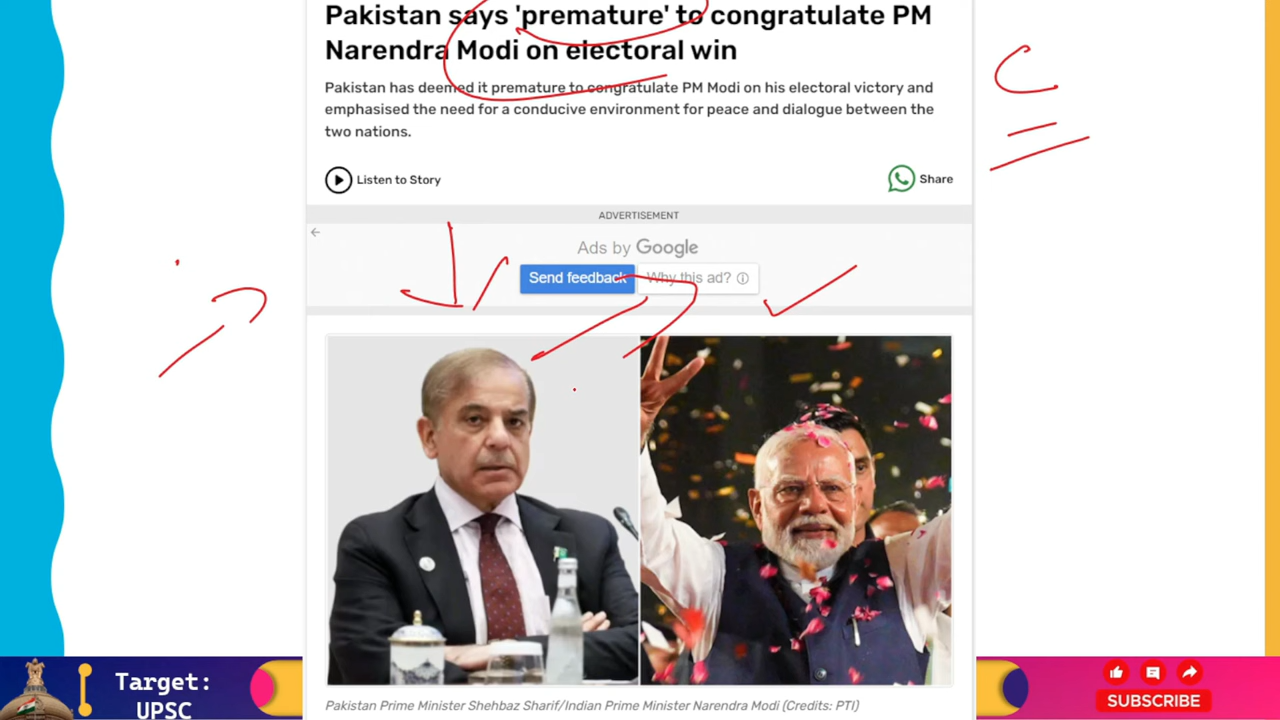 Pakistan says 'premature' to congratulate PM
Narendra Modi on electoral win
Pakistan has deemed it premature to congratulate PM Modi on his electoral victory and
emphasised the need for a conducive environment for peace and dialogue between the
two nations.
Listen to Story
Share
ADVERTISEMENT
Ads by Google
Send feedback
Why this ad?
Pakistan Prime Minister Shehbaz Sharif/Indian Prime Minister Narendra Modi (Credits: PTI)
Target:
UPSC
SUBSCRIBE